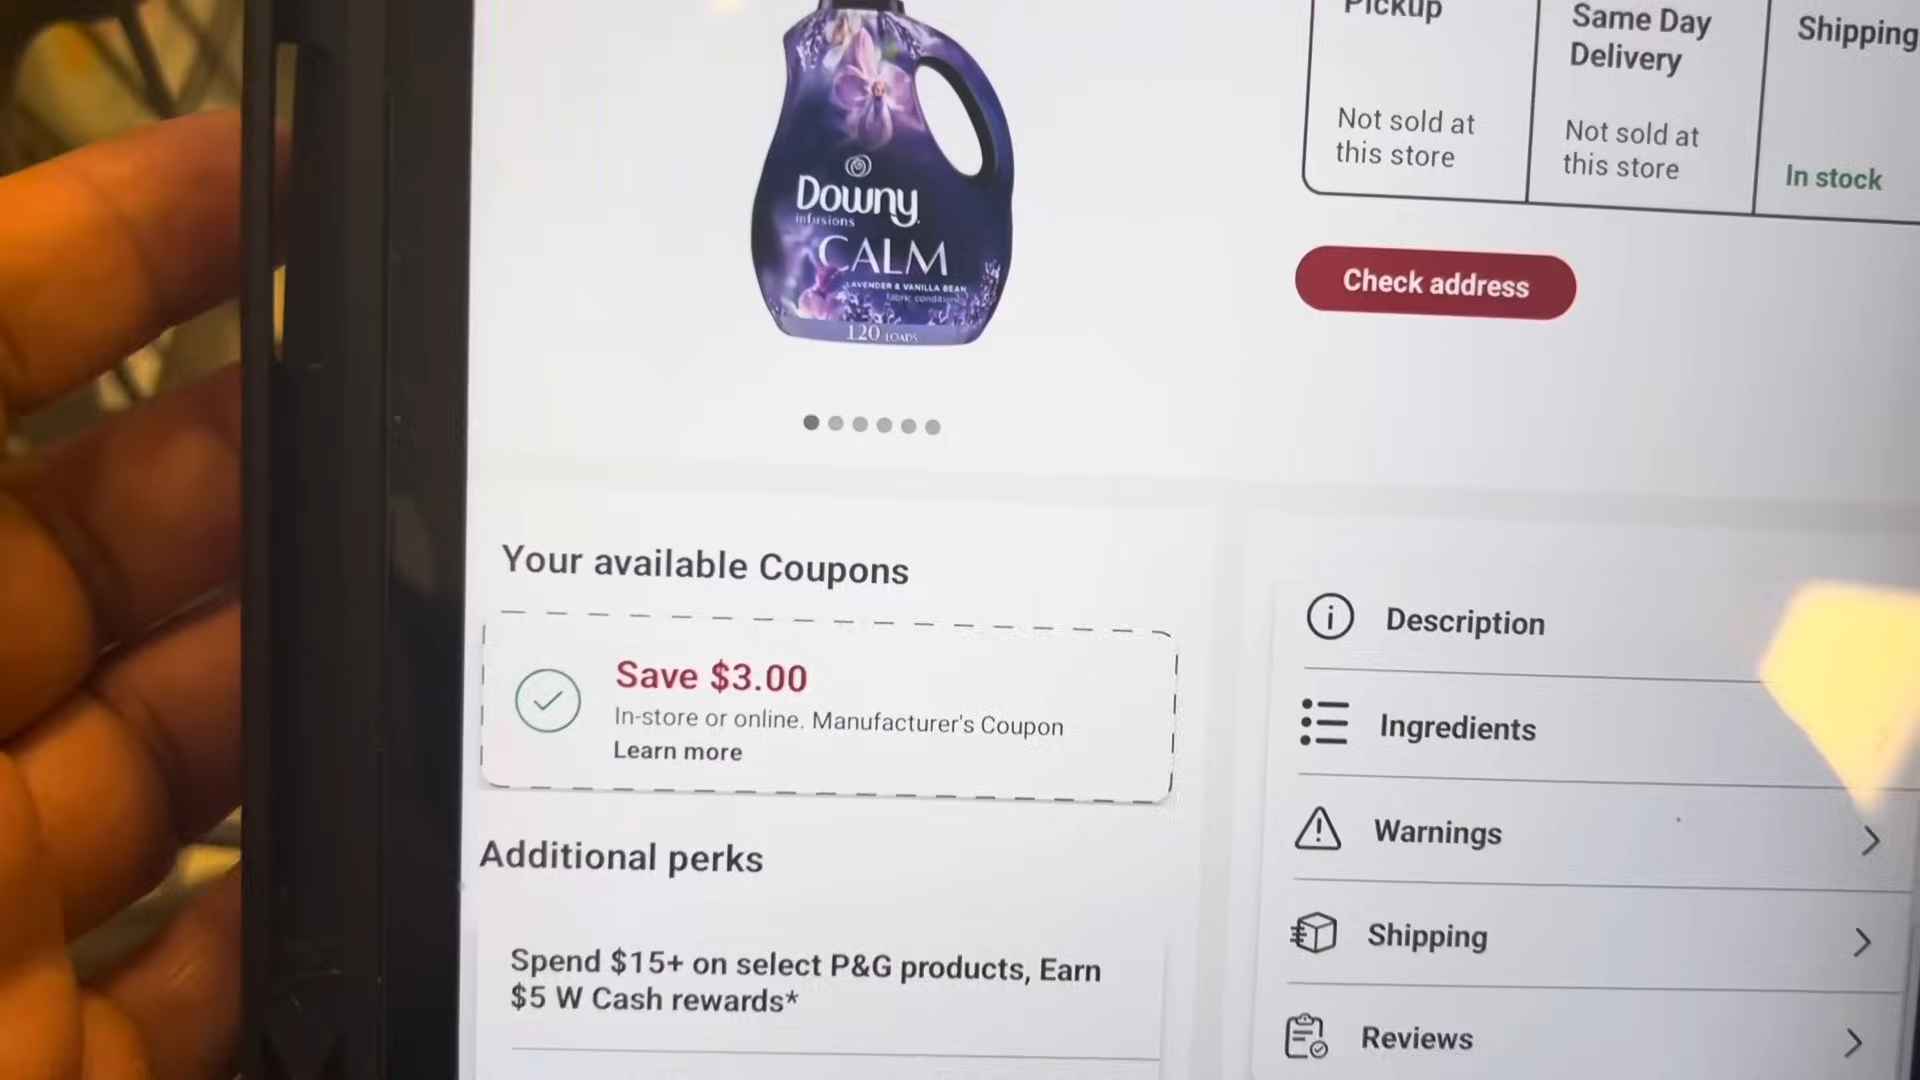 Pickup
Not sold at
this store
Same Day
Delivery
Not sold at
this store
Shipping
In stock
Check address
Downy
infusions
CALM
LAVENDER & VANILLA BEAN
120 LOADS
Your available Coupons
Save $3.00
In-store or online. Manufacturer's Coupon
Learn more
Additional perks
Spend $15+ on select P&G products, Earn
$5 W Cash rewards*
Description
Ingredients
Warnings
Shipping
Reviews